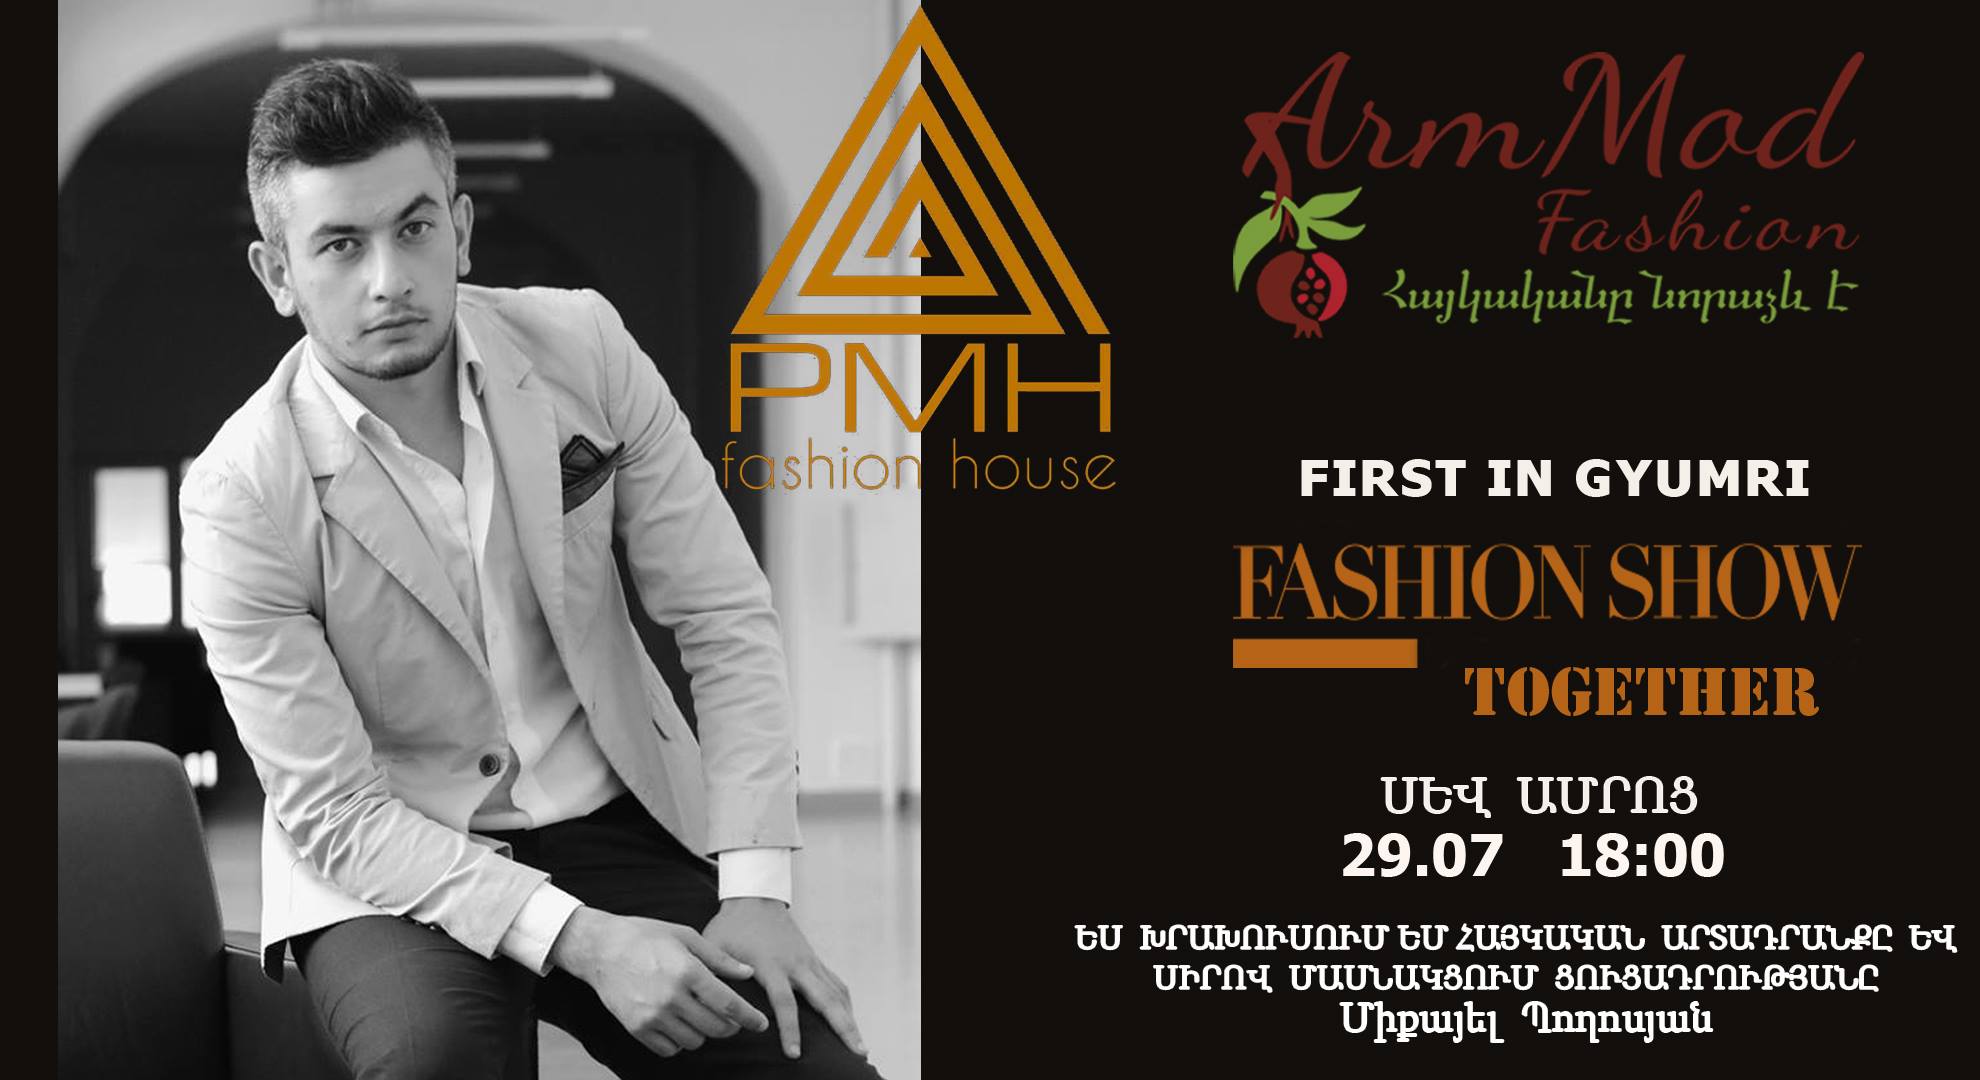 PMH
fashion house
ArmMod
Fashion
Հայկականը նորաձև է
FIRST IN GYUMRI
FASHION SHOW
TOGETHER
ՍԵՎ ԱՄՐՈՑ
29.07 18:00
ԵՍ ԽՐԱԽՈՒՍՈՒՄ ԵՄ ՀԱՅԿԱԿԱՆ ԱՐՏԱԴՐԱՆՔԸ ԵՎ
ՍԻՐՈՎ ՄԱՍՆԱԿՑՈՒՄ ՑՈՒՑԱԴՐՈՒԹՅԱՆԸ
Միքայել Պողոսյան